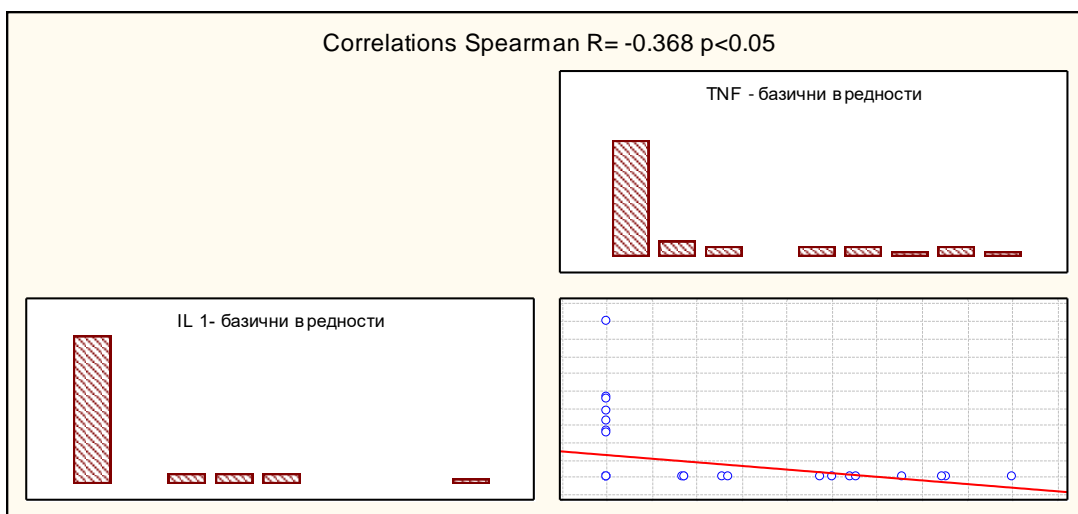 Correlations Spearman R= -0.368 p<0.05
TNF - базични вредности
IL 1- базични вредности